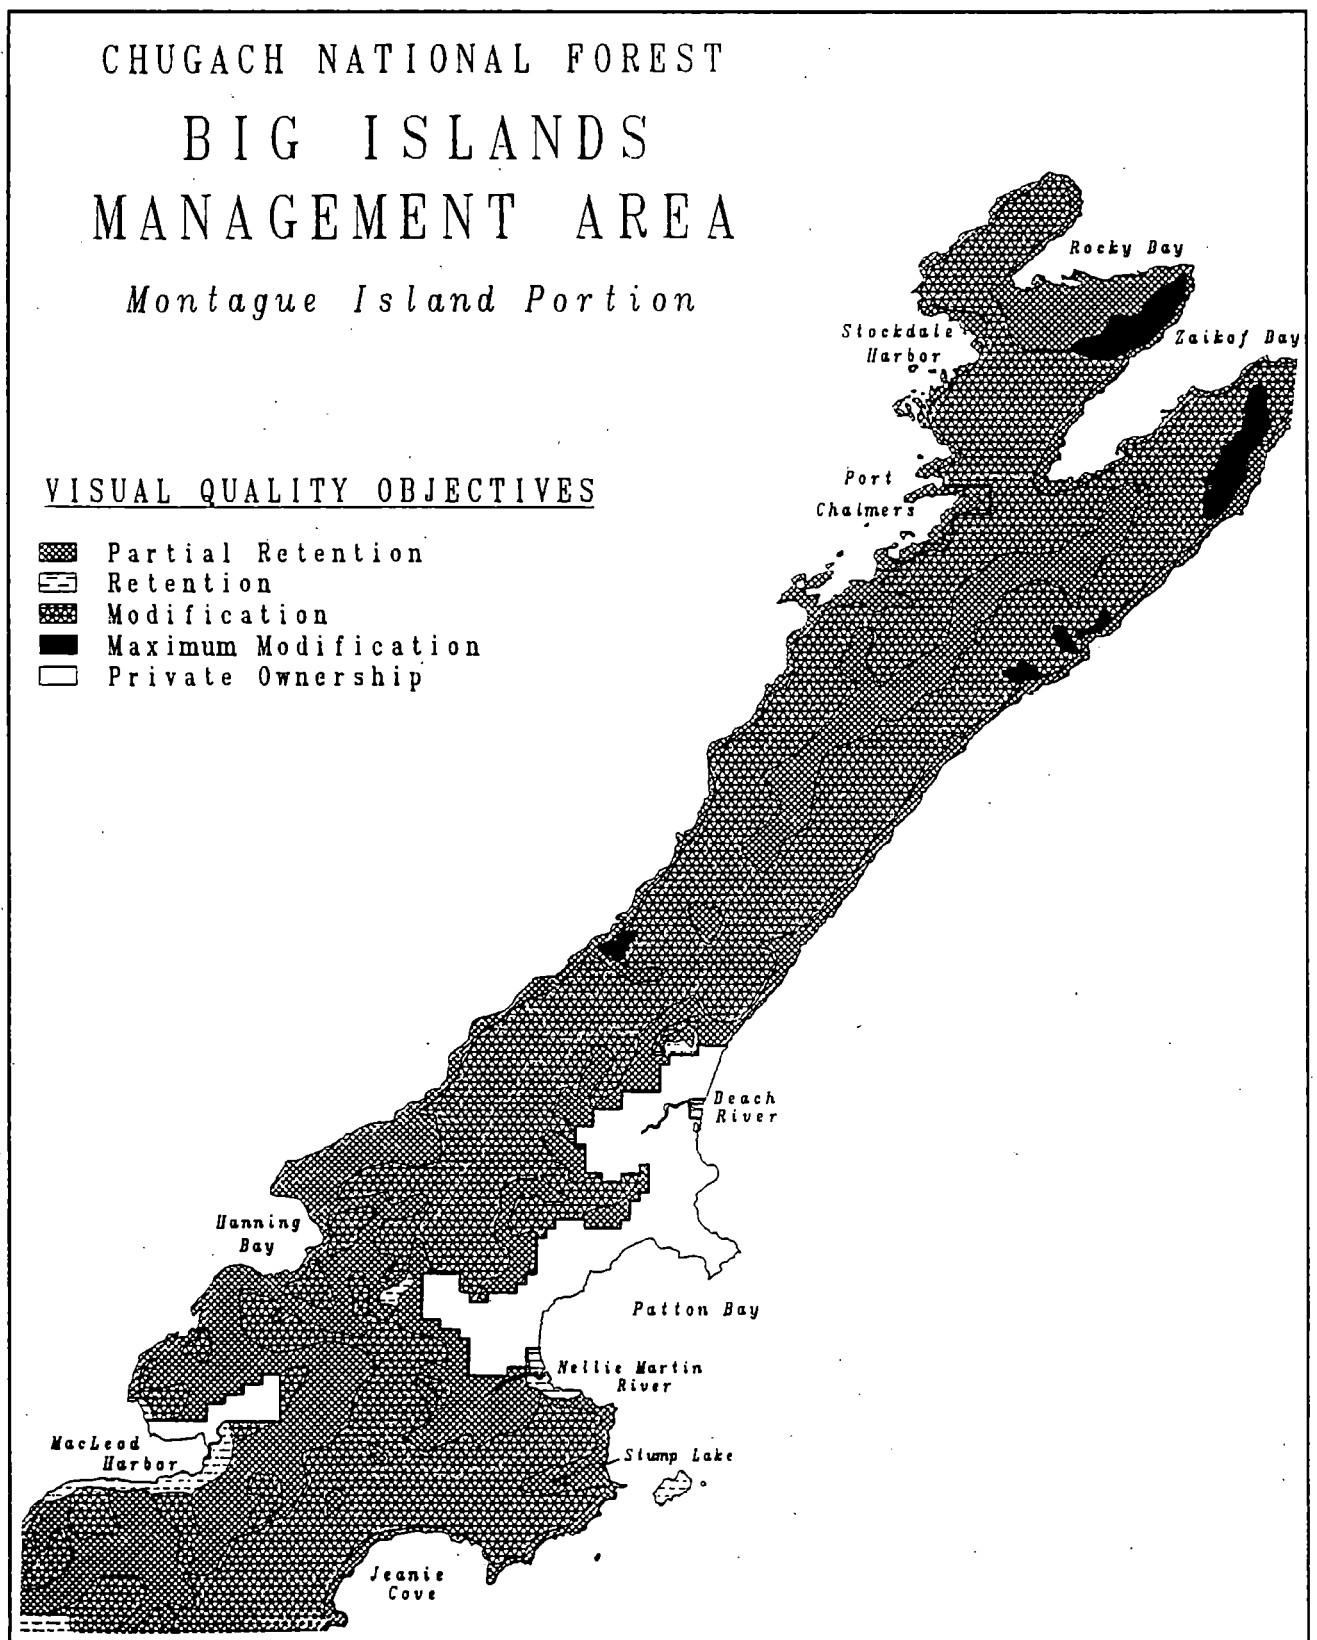 CHUGACH NATIONAL FOREST
BIG ISLANDS
MANAGEMENT AREA
Montague Island Portion
Rocky Bay
Stockdale
Harbor
Zaikof Bay
Port
Chalmers
VISUAL QUALITY OBJECTIVES
Partial Retention
Retention
Modification
Maximum Modification
Private Ownership
Beach
River
Hanning
Bay
Patton Bay
Nellie Martin
River
MacLeod
Harbor
Stump Lake
Jeanie
Cove